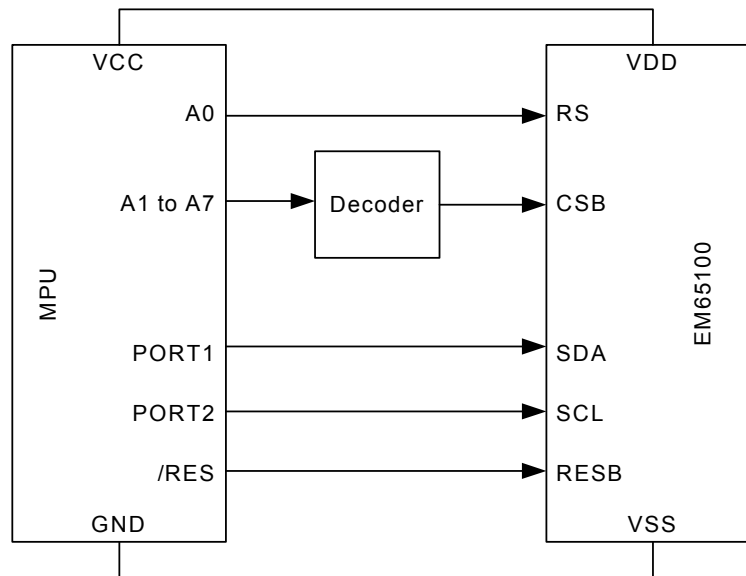 VCC
VDD
A0
RS
A1 to A7
Decoder
CSB
MPU
EM65100
PORT1
SDA
PORT2
SCL
/RES
RESB
GND
VSS